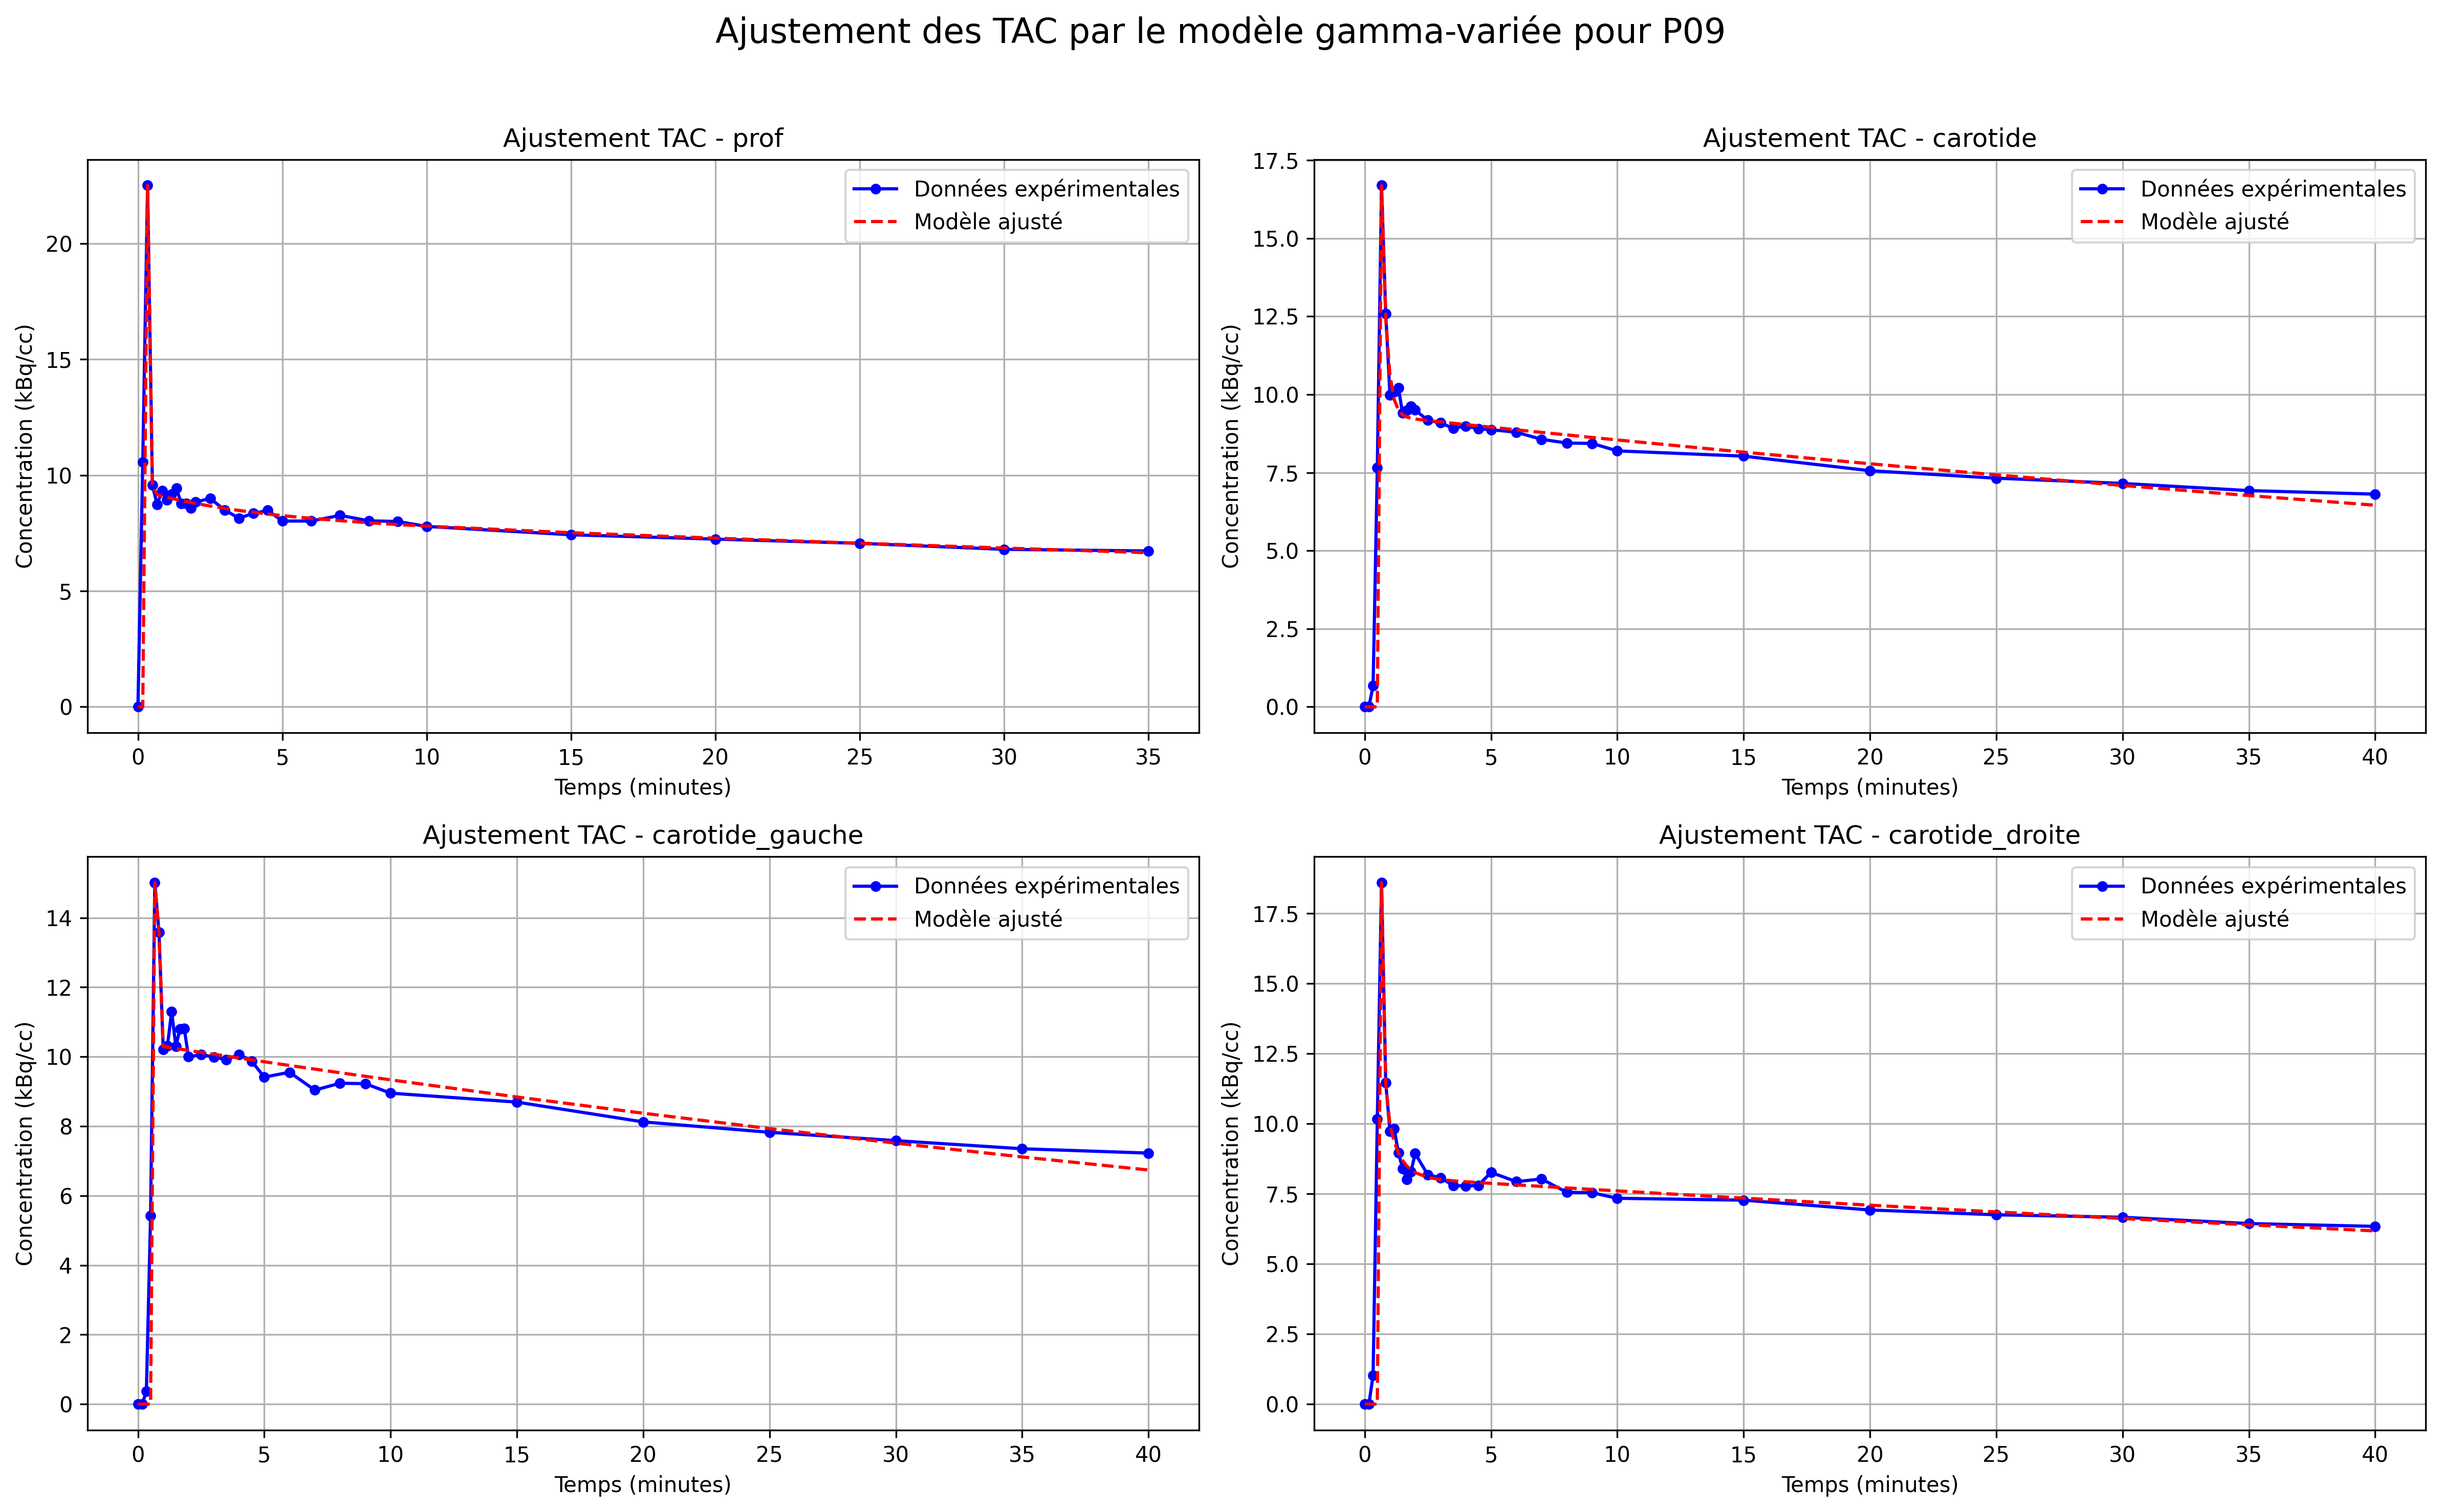 Ajustement des TAC par le modèle gamma-variée pour P09
Ajustement TAC - prof
Concentration (kBq/cc)
20
15
10
5
0
Données expérimentales
Modèle ajusté
0 5 10 15 20 25 30 35
Temps (minutes)
Ajustement TAC - carotide
Concentration (kBq/cc)
17.5
15.0
12.5
10.0
7.5
5.0
2.5
0.0
Données expérimentales
Modèle ajusté
0 5 10 15 20 25 30 35 40
Temps (minutes)
Ajustement TAC - carotide_gauche
Concentration (kBq/cc)
14
12
10
8
6
4
2
0
Données expérimentales
Modèle ajusté
0 5 10 15 20 25 30 35 40
Temps (minutes)
Ajustement TAC - carotide_droite
Concentration (kBq/cc)
17.5
15.0
12.5
10.0
7.5
5.0
2.5
0.0
Données expérimentales
Modèle ajusté
0 5 10 15 20 25 30 35 40
Temps (minutes)